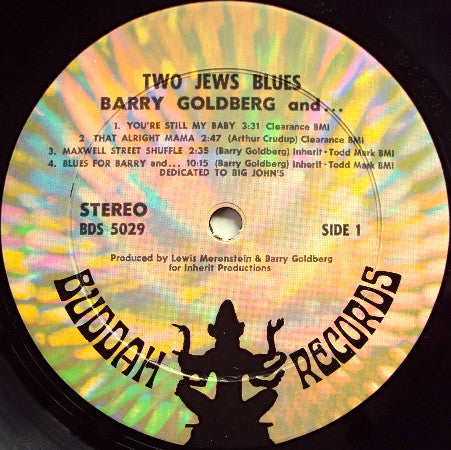 TWO JEWS BLUES
BARRY GOLDBERG and...
1. YOU'RE STILL MY BABY 3:31 Clearance BMI
2 THAT ALRIGHT MAMA 2:47 (Arthur Crudup) Clearance BMI
3. MAXWELL STREET SHUFFLE 2:35 (Barry Goldberg) Inherit-Todd Mark BMI
4. BLUES FOR BARRY and... 10:15 (Barry Goldberg) Inherit-Todd Mark BMI
DEDICATED TO BIG JOHN'S
STEREO
BDS 5029
SIDE 1
Produced by Lewis Merenstein & Barry Goldberg
for Inherit Productions
BUDDAH RECORDS